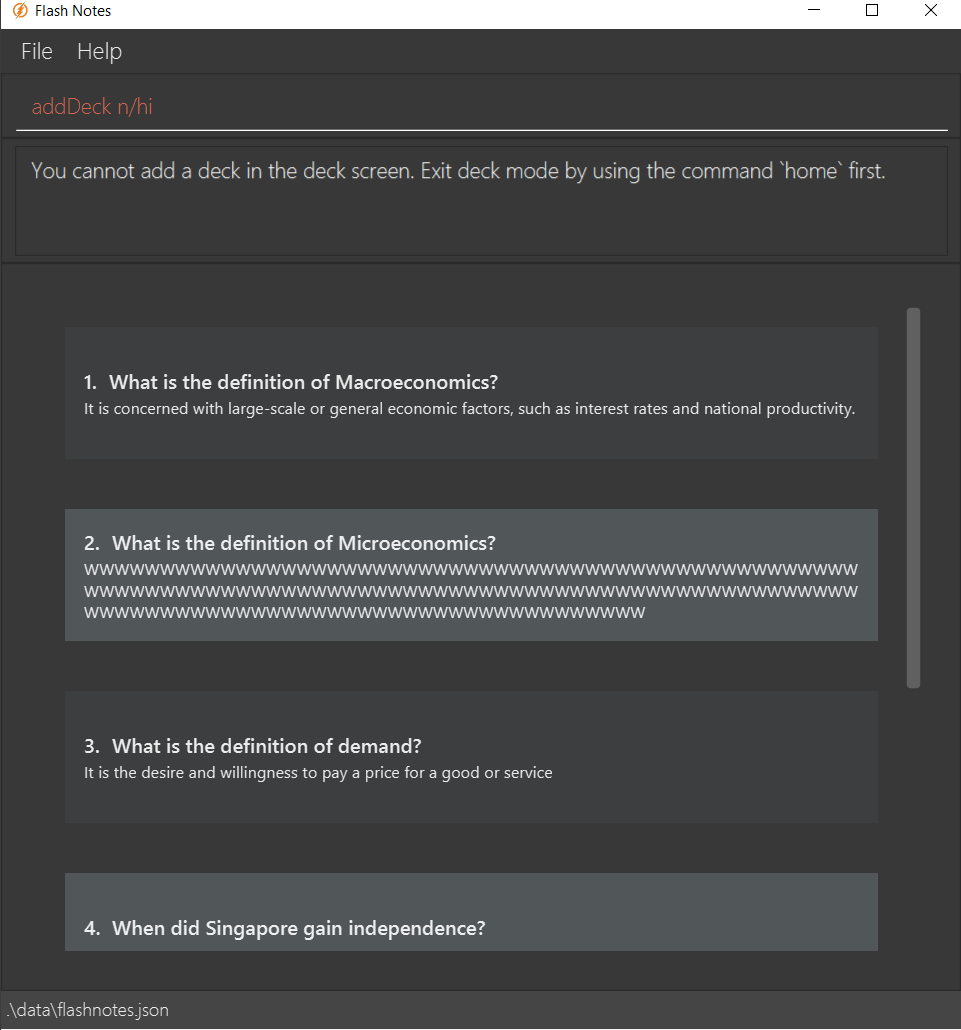 Flash Notes
File Help
addDeck n/hi
You cannot add a deck in the deck screen. Exit deck mode by using the command `home` first.
1. What is the definition of Macroeconomics?
It is concerned with large-scale or general economic factors, such as interest rates and national productivity.
2. What is the definition of Microeconomics?
WWWWWWWWWWWWWWWWWWWWWWWWWWWWWWWWWWWWWWWWWWWWWWWWWWW
WWWWWWWWWWWWWWWWWWWWWWWWWWWWWWWWWWWWWWWWWWWWWWWWWWW
WWWWWWWWWWWWWWWWWWWWWWWWWWWWWWWWWWWWW
3. What is the definition of demand?
It is the desire and willingness to pay a price for a good or service
4. When did Singapore gain independence?
.\data\flashnotes.json